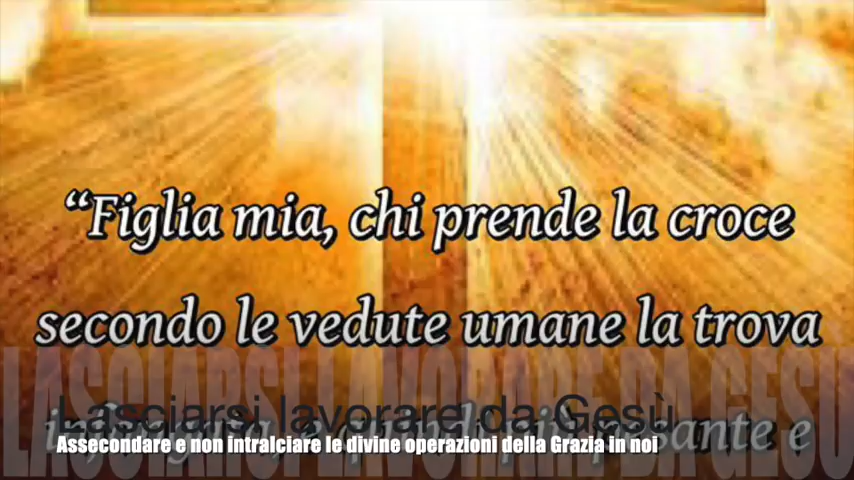 “Figlia mia, chi prende la croce
secondo le vedute umane la trova
pesante e
LASCIARSI LAVORARE DA GESÙ
Lasciarsi lavorare da Gesù
Assecondare e non intralciare le divine operazioni della Grazia in noi